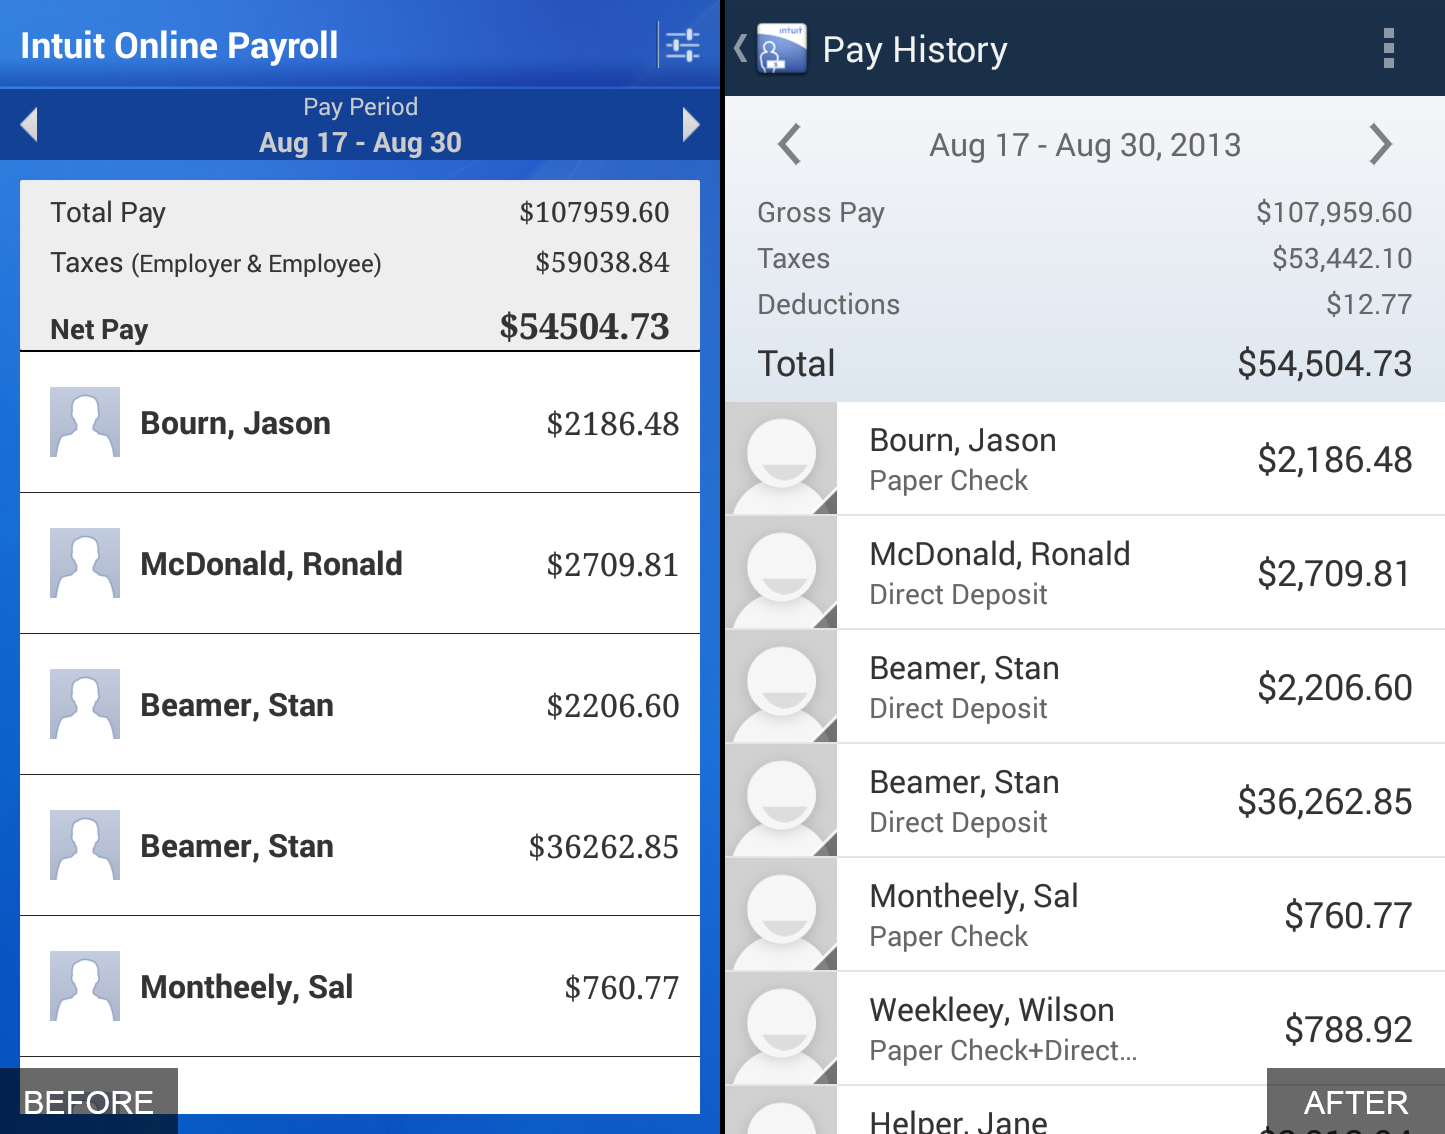 Intuit Online Payroll
Pay Period
Aug 17 - Aug 30
Total Pay $107959.60
Taxes (Employer & Employee) $59038.84
Net Pay $54504.73
Bourn, Jason $2186.48
McDonald, Ronald $2709.81
Beamer, Stan $2206.60
Beamer, Stan $36262.85
Montheely, Sal $760.77
BEFORE
intuit
Pay History
Aug 17 - Aug 30, 2013
Gross Pay $107,959.60
Taxes $53,442.10
Deductions $12.77
Total $54,504.73
Bourn, Jason
Paper Check
$2,186.48
McDonald, Ronald
Direct Deposit
$2,709.81
Beamer, Stan
Direct Deposit
$2,206.60
Beamer, Stan
Direct Deposit
$36,262.85
Montheely, Sal
Paper Check
$760.77
Weekleey, Wilson
Paper Check+Direct...
$788.92
Helper, Jane
AFTER